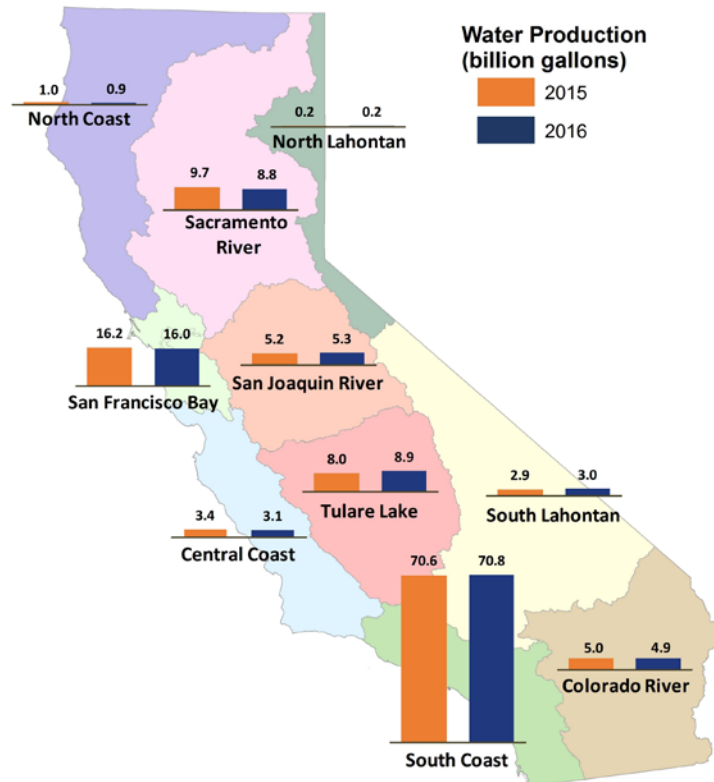 Water Production
(billion gallons)
2015
2016
1.0 0.9
North Coast
0.2 0.2
North Lahontan
9.7 8.8
Sacramento
River
16.2 16.0
San Francisco Bay
5.2 5.3
San Joaquin River
8.0 8.9
Tulare Lake
2.9 3.0
South Lahontan
3.4 3.1
Central Coast
70.6 70.8
South Coast
5.0 4.9
Colorado River